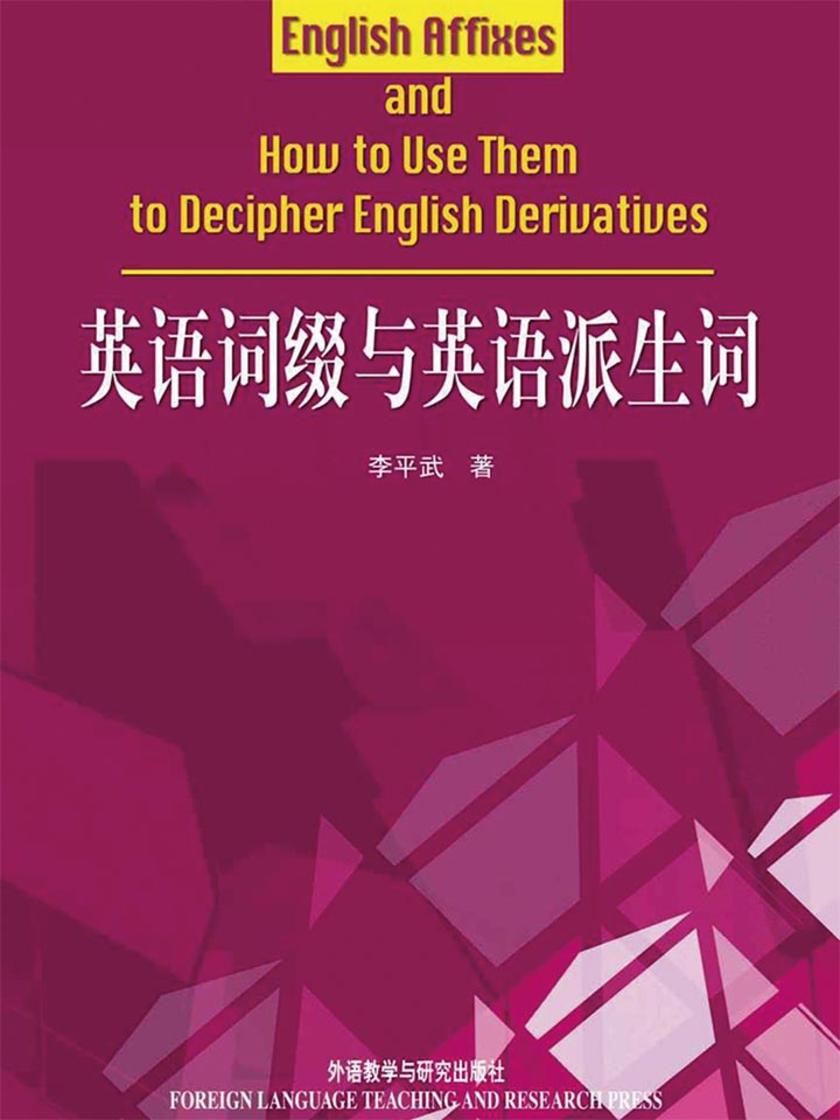 English Affixes
and
How to Use Them
to Decipher English Derivatives
英语词缀与英语派生词
李平武 著
外语教学与研究出版社
FOREIGN LANGUAGE TEACHING AND RESEARCH PRESS